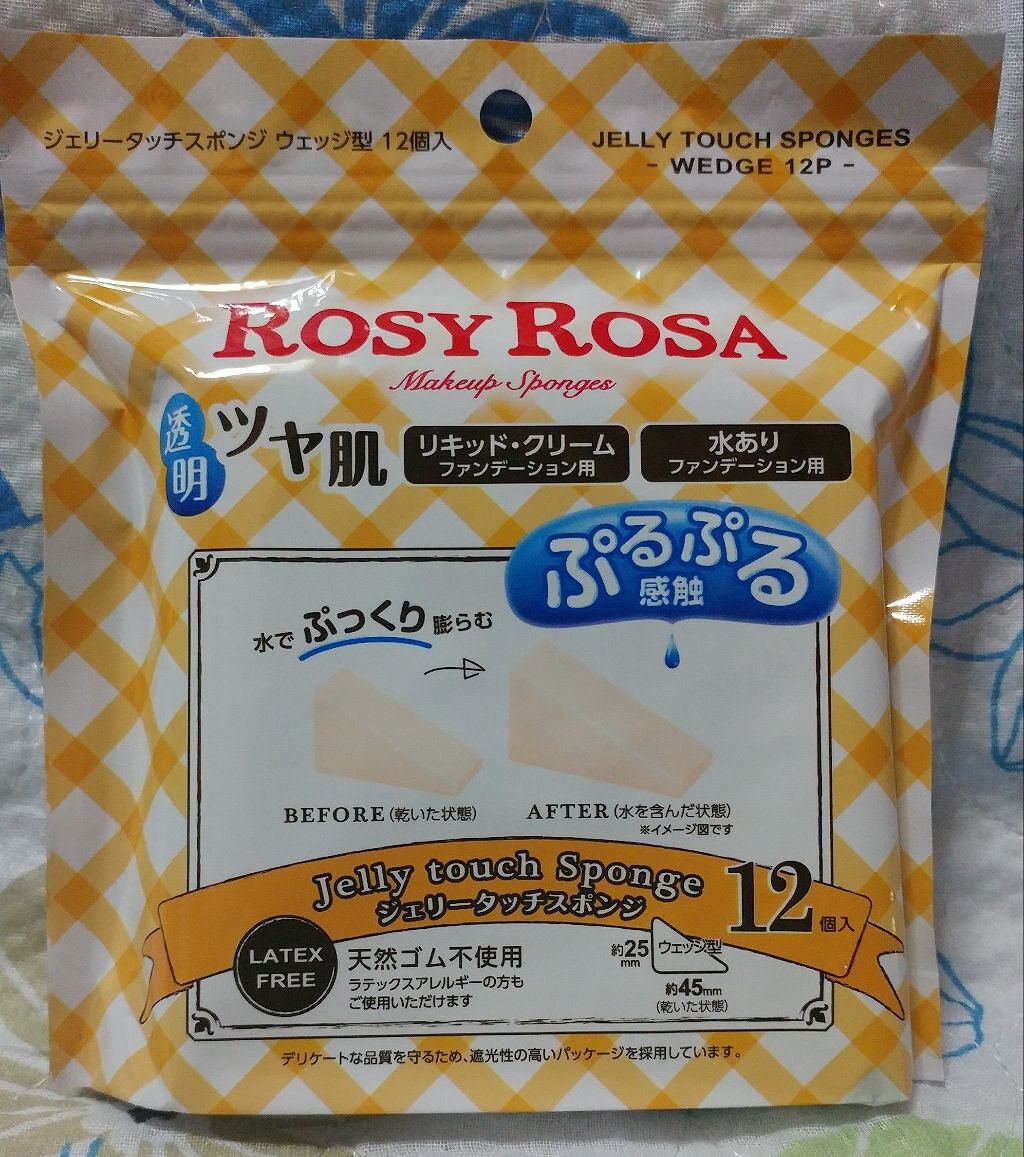 ジェリータッチスポンジ ウェッジ型 12個入
JELLY TOUCH SPONGES
- WEDGE 12P -
ROSY ROSA
Makeup Sponges
透明
ツヤ肌
リキッド・クリーム
ファンデーション用
水あり
ファンデーション用
ぷるぷる
感触
水で ぷっくり 膨らむ
BEFORE (乾いた状態)
AFTER (水を含んだ状態)
※イメージ図です
Jelly touch Sponge
ジェリータッチスポンジ
12個入
LATEX
FREE
天然ゴム不使用
ラテックスアレルギーの方も
ご使用いただけます
約25mm
ウェッジ型
約45mm
(乾いた状態)
デリケートな品質を守るため、遮光性の高いパッケージを採用しています。